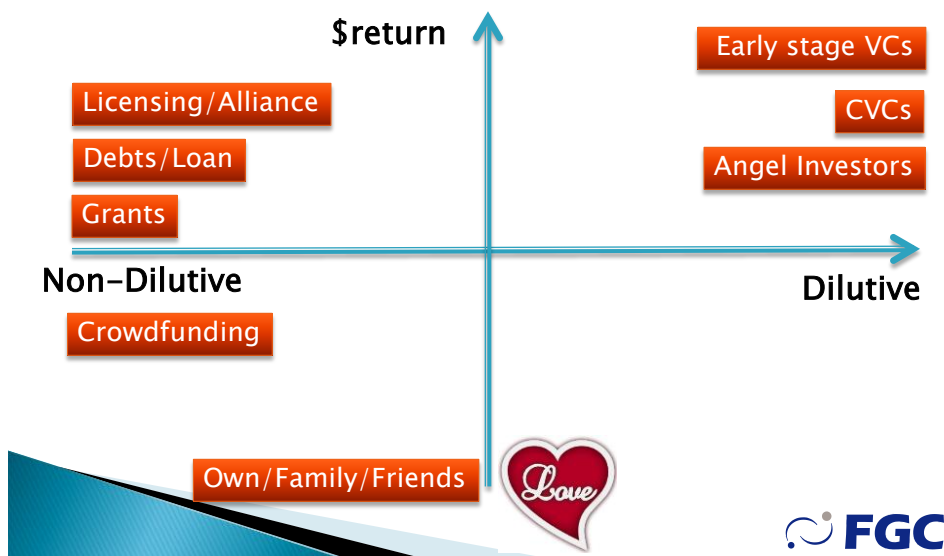 $return
Early stage VCs
Licensing/Alliance
CVCs
Debts/Loan
Angel Investors
Grants
Non-Dilutive
Dilutive
Crowdfunding
Own/Family/Friends
Love
FGC